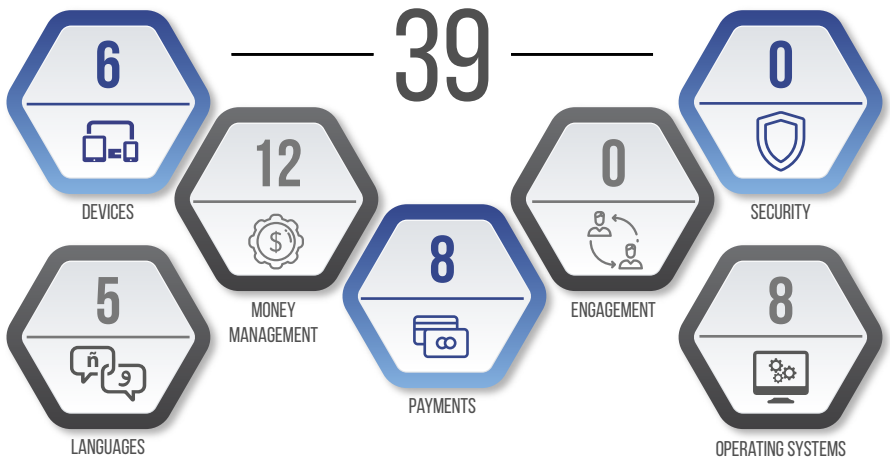 39
6
DEVICES
0
SECURITY
12
MONEY
MANAGEMENT
0
ENGAGEMENT
8
PAYMENTS
5
ñ و
LANGUAGES
$
8
OPERATING SYSTEMS